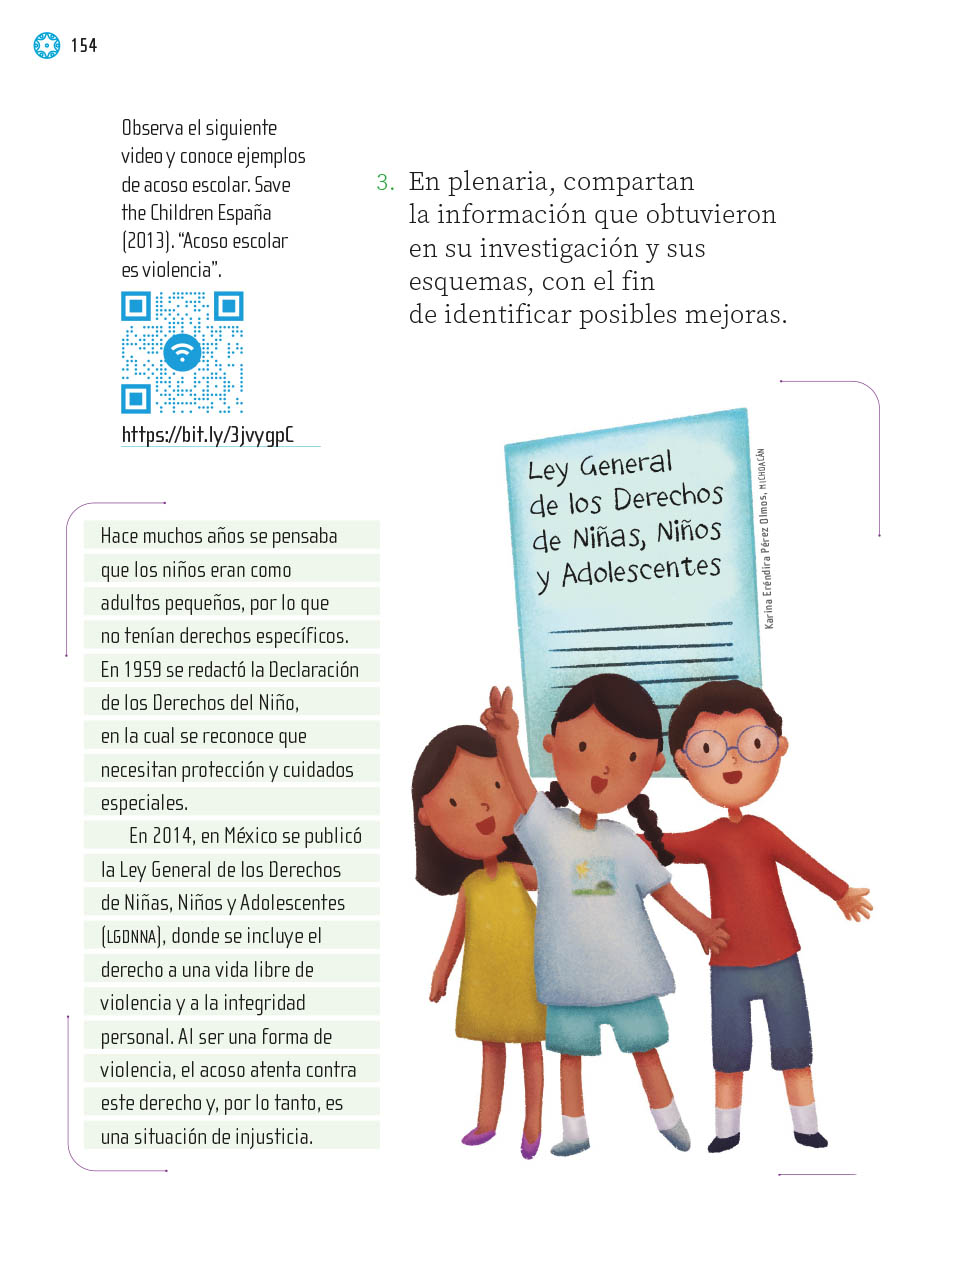 154
Observa el siguiente
video y conoce ejemplos
de acoso escolar. Save
the Children España
(2013). “Acoso escolar
es violencia”.
https://bit.ly/3jvygpC
3. En plenaria, compartan
la información que obtuvieron
en su investigación y sus
esquemas, con el fin
de identificar posibles mejoras.
Ley General
de los Derechos
de Niñas, Niños
y Adolescentes
Karina Eréndira Pérez Olmos, MICHOACÁN
Hace muchos años se pensaba
que los niños eran como
adultos pequeños, por lo que
no tenían derechos específicos.
En 1959 se redactó la Declaración
de los Derechos del Niño,
en la cual se reconoce que
necesitan protección y cuidados
especiales.
En 2014, en México se publicó
la Ley General de los Derechos
de Niñas, Niños y Adolescentes
(LGDNNA), donde se incluye el
derecho a una vida libre de
violencia y a la integridad
personal. Al ser una forma de
violencia, el acoso atenta contra
este derecho y, por lo tanto, es
una situación de injusticia.